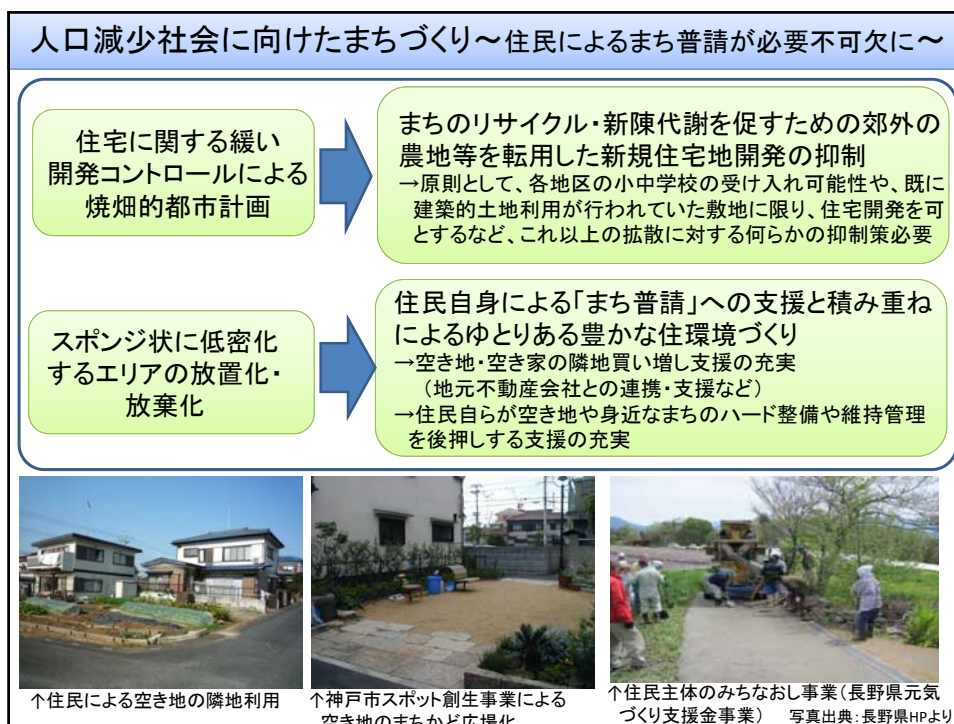 人口減少社会に向けたまちづくり～住民によるまち普請が必要不可欠に～
住宅に関する緩い
開発コントロールによる
焼畑的都市計画
まちのリサイクル・新陳代謝を促すための郊外の
農地等を転用した新規住宅地開発の抑制
→原則として、各地区の小中学校の受け入れ可能性や、既に
建築的土地利用が行われていた敷地に限り、住宅開発を可
とするなど、これ以上の拡散に対する何らかの抑制策必要
スポンジ状に低密化
するエリアの放置化・
放棄化
住民自身による「まち普請」への支援と積み重ね
によるゆとりある豊かな住環境づくり
→空き地・空き家の隣地買い増し支援の充実
（地元不動産会社との連携・支援など）
→住民自らが空き地や身近なまちのハード整備や維持管理
を後押しする支援の充実
↑住民による空き地の隣地利用
↑神戸市スポット創生事業による
空き地のまちかど広場化
↑住民主体のみちなおし事業（長野県元気
づくり支援金事業） 写真出典：長野県HPより